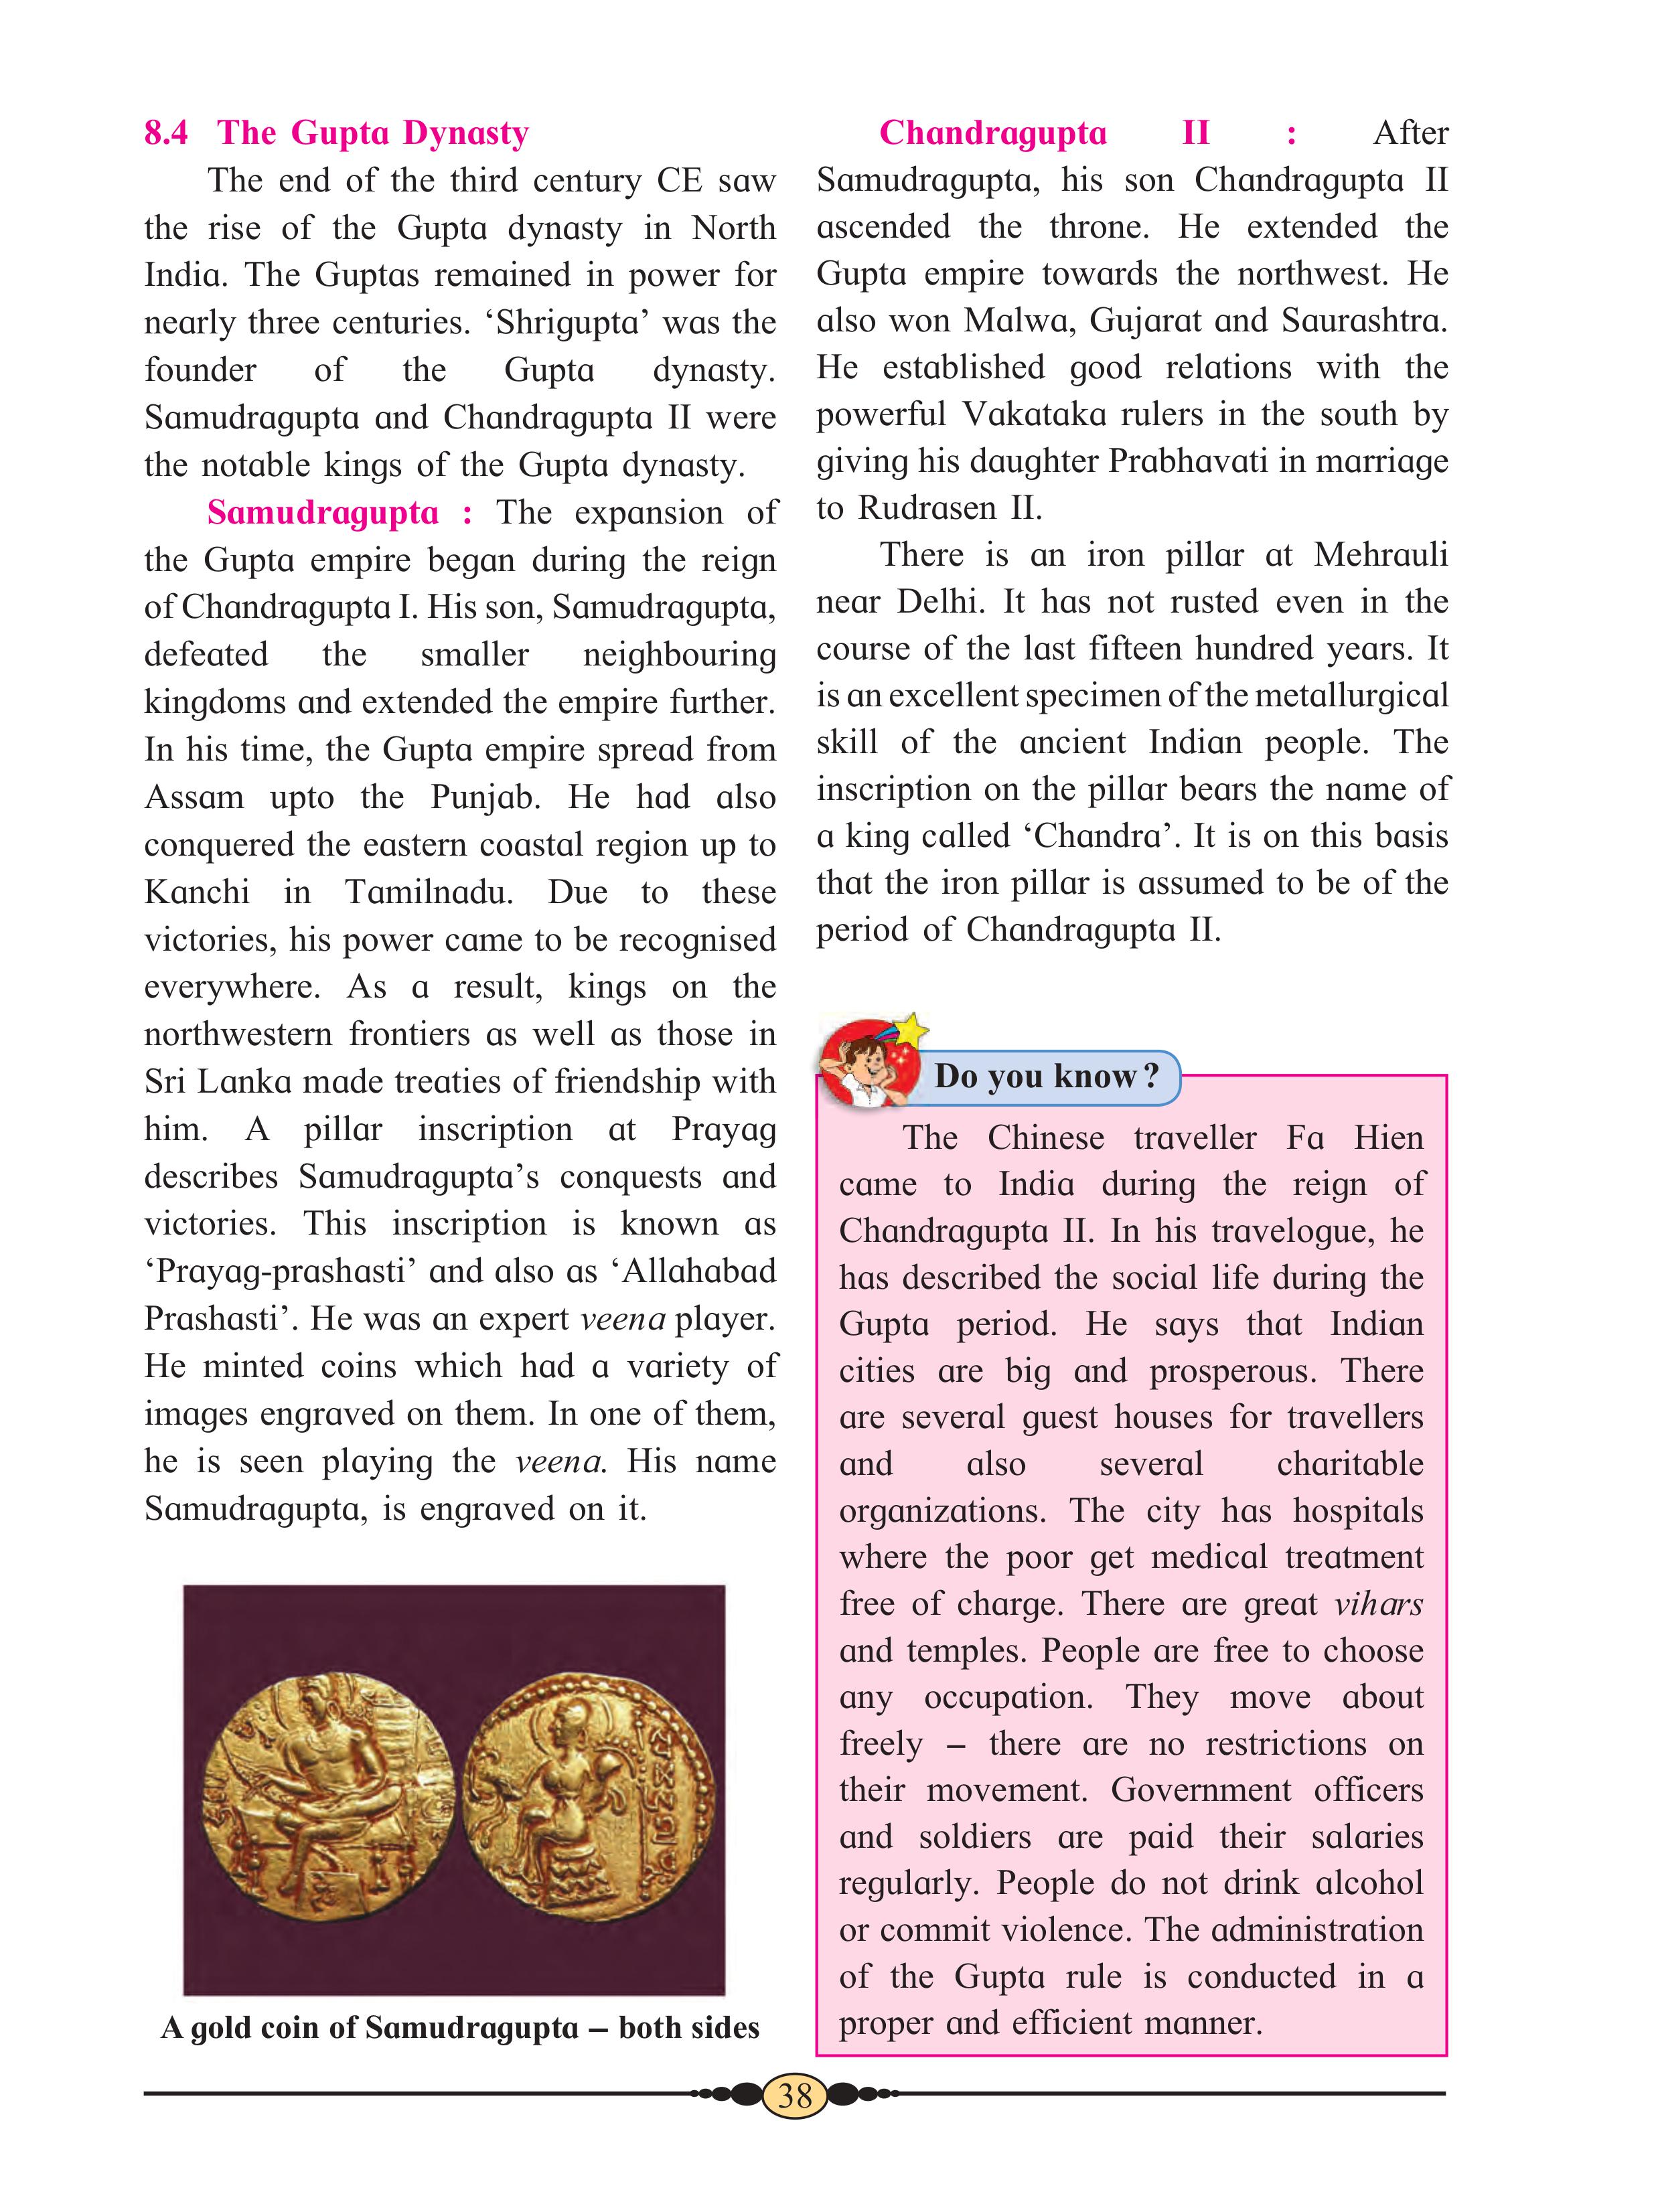 8.4 The Gupta Dynasty
The end of the third century CE saw
the rise of the Gupta dynasty in North
India. The Guptas remained in power for
nearly three centuries. ‘Shrigupta’ was the
founder of the Gupta dynasty.
Samudragupta and Chandragupta II were
the notable kings of the Gupta dynasty.
Samudragupta : The expansion of
the Gupta empire began during the reign
of Chandragupta I. His son, Samudragupta,
defeated the smaller neighbouring
kingdoms and extended the empire further.
In his time, the Gupta empire spread from
Assam upto the Punjab. He had also
conquered the eastern coastal region up to
Kanchi in Tamilnadu. Due to these
victories, his power came to be recognised
everywhere. As a result, kings on the
northwestern frontiers as well as those in
Sri Lanka made treaties of friendship with
him. A pillar inscription at Prayag
describes Samudragupta’s conquests and
victories. This inscription is known as
‘Prayag-prashasti’ and also as ‘Allahabad
Prashasti’. He was an expert veena player.
He minted coins which had a variety of
images engraved on them. In one of them,
he is seen playing the veena. His name
Samudragupta, is engraved on it.
A gold coin of Samudragupta – both sides
Chandragupta II : After
Samudragupta, his son Chandragupta II
ascended the throne. He extended the
Gupta empire towards the northwest. He
also won Malwa, Gujarat and Saurashtra.
He established good relations with the
powerful Vakataka rulers in the south by
giving his daughter Prabhavati in marriage
to Rudrasen II.
There is an iron pillar at Mehrauli
near Delhi. It has not rusted even in the
course of the last fifteen hundred years. It
is an excellent specimen of the metallurgical
skill of the ancient Indian people. The
inscription on the pillar bears the name of
a king called ‘Chandra’. It is on this basis
that the iron pillar is assumed to be of the
period of Chandragupta II.
Do you know ?
The Chinese traveller Fa Hien
came to India during the reign of
Chandragupta II. In his travelogue, he
has described the social life during the
Gupta period. He says that Indian
cities are big and prosperous. There
are several guest houses for travellers
and also several charitable
organizations. The city has hospitals
where the poor get medical treatment
free of charge. There are great vihars
and temples. People are free to choose
any occupation. They move about
freely – there are no restrictions on
their movement. Government officers
and soldiers are paid their salaries
regularly. People do not drink alcohol
or commit violence. The administration
of the Gupta rule is conducted in a
proper and efficient manner.
38